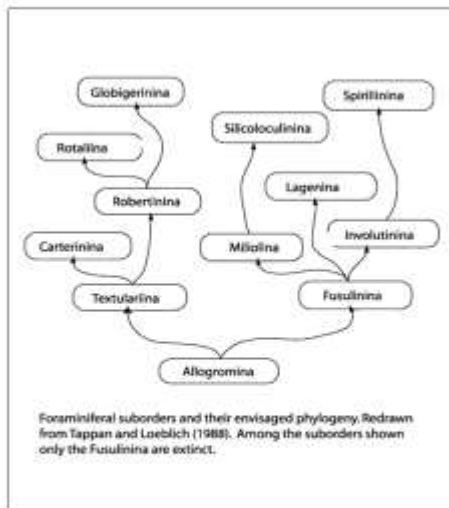 Globigerinina
Spirillinina
Silicoloculinina
Rotaliina
Lagenina
Robertinina
Carterinina
Miliolina
Involutinina
Textulariina
Fusulinina
Allogromina
Foraminiferal suborders and their envisaged phylogeny. Redrawn
from Tappan and Loeblich (1988). Among the suborders shown
only the Fusulinina are extinct.